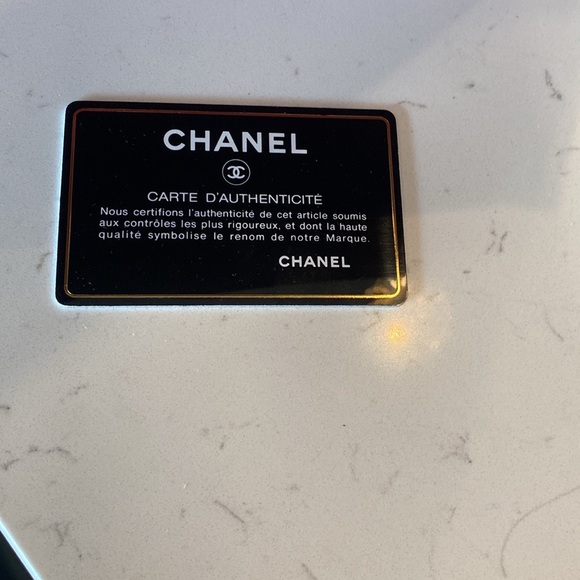 CHANEL
CARTE D'AUTHENTICITÉ
Nous certifions l'authenticité de cet article soumis
aux contrôles les plus rigoureux, et dont la haute
qualité symbolise le renom de notre Marque.
CHANEL